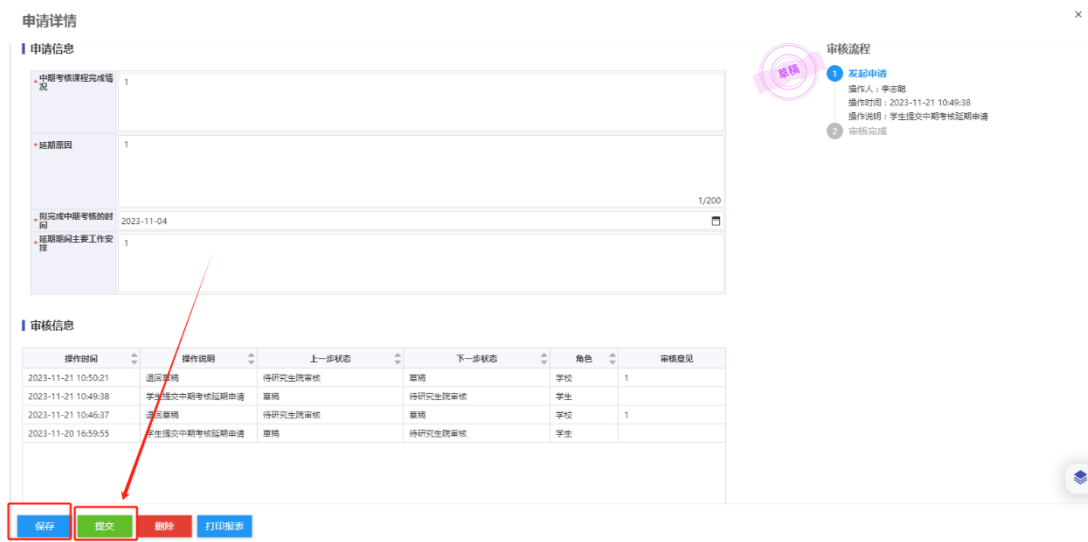 申请详情
×
申请信息
*中期考核课程完成情况
1
*延期原因
1
1/200
*拟完成中期考核的时间
2023-11-04
*延期期间主要工作安排
1
草稿
审核流程
1 发起申请
操作人：李志聪
操作时间：2023-11-21 10:49:38
操作说明：学生提交中期考核延期申请
2 审核完成
审核信息
操作时间 操作说明 上一步状态 下一步状态 角色 审核意见
2023-11-21 10:50:21 退回草稿 待研究生院审核 草稿 学校 1
2023-11-21 10:49:38 学生提交中期考核延期申请 草稿 待研究生院审核 学生
2023-11-21 10:46:37 退回草稿 待研究生院审核 草稿 学校 1
2023-11-20 16:59:55 学生提交中期考核延期申请 草稿 待研究生院审核 学生
保存 提交 删除 打印报表